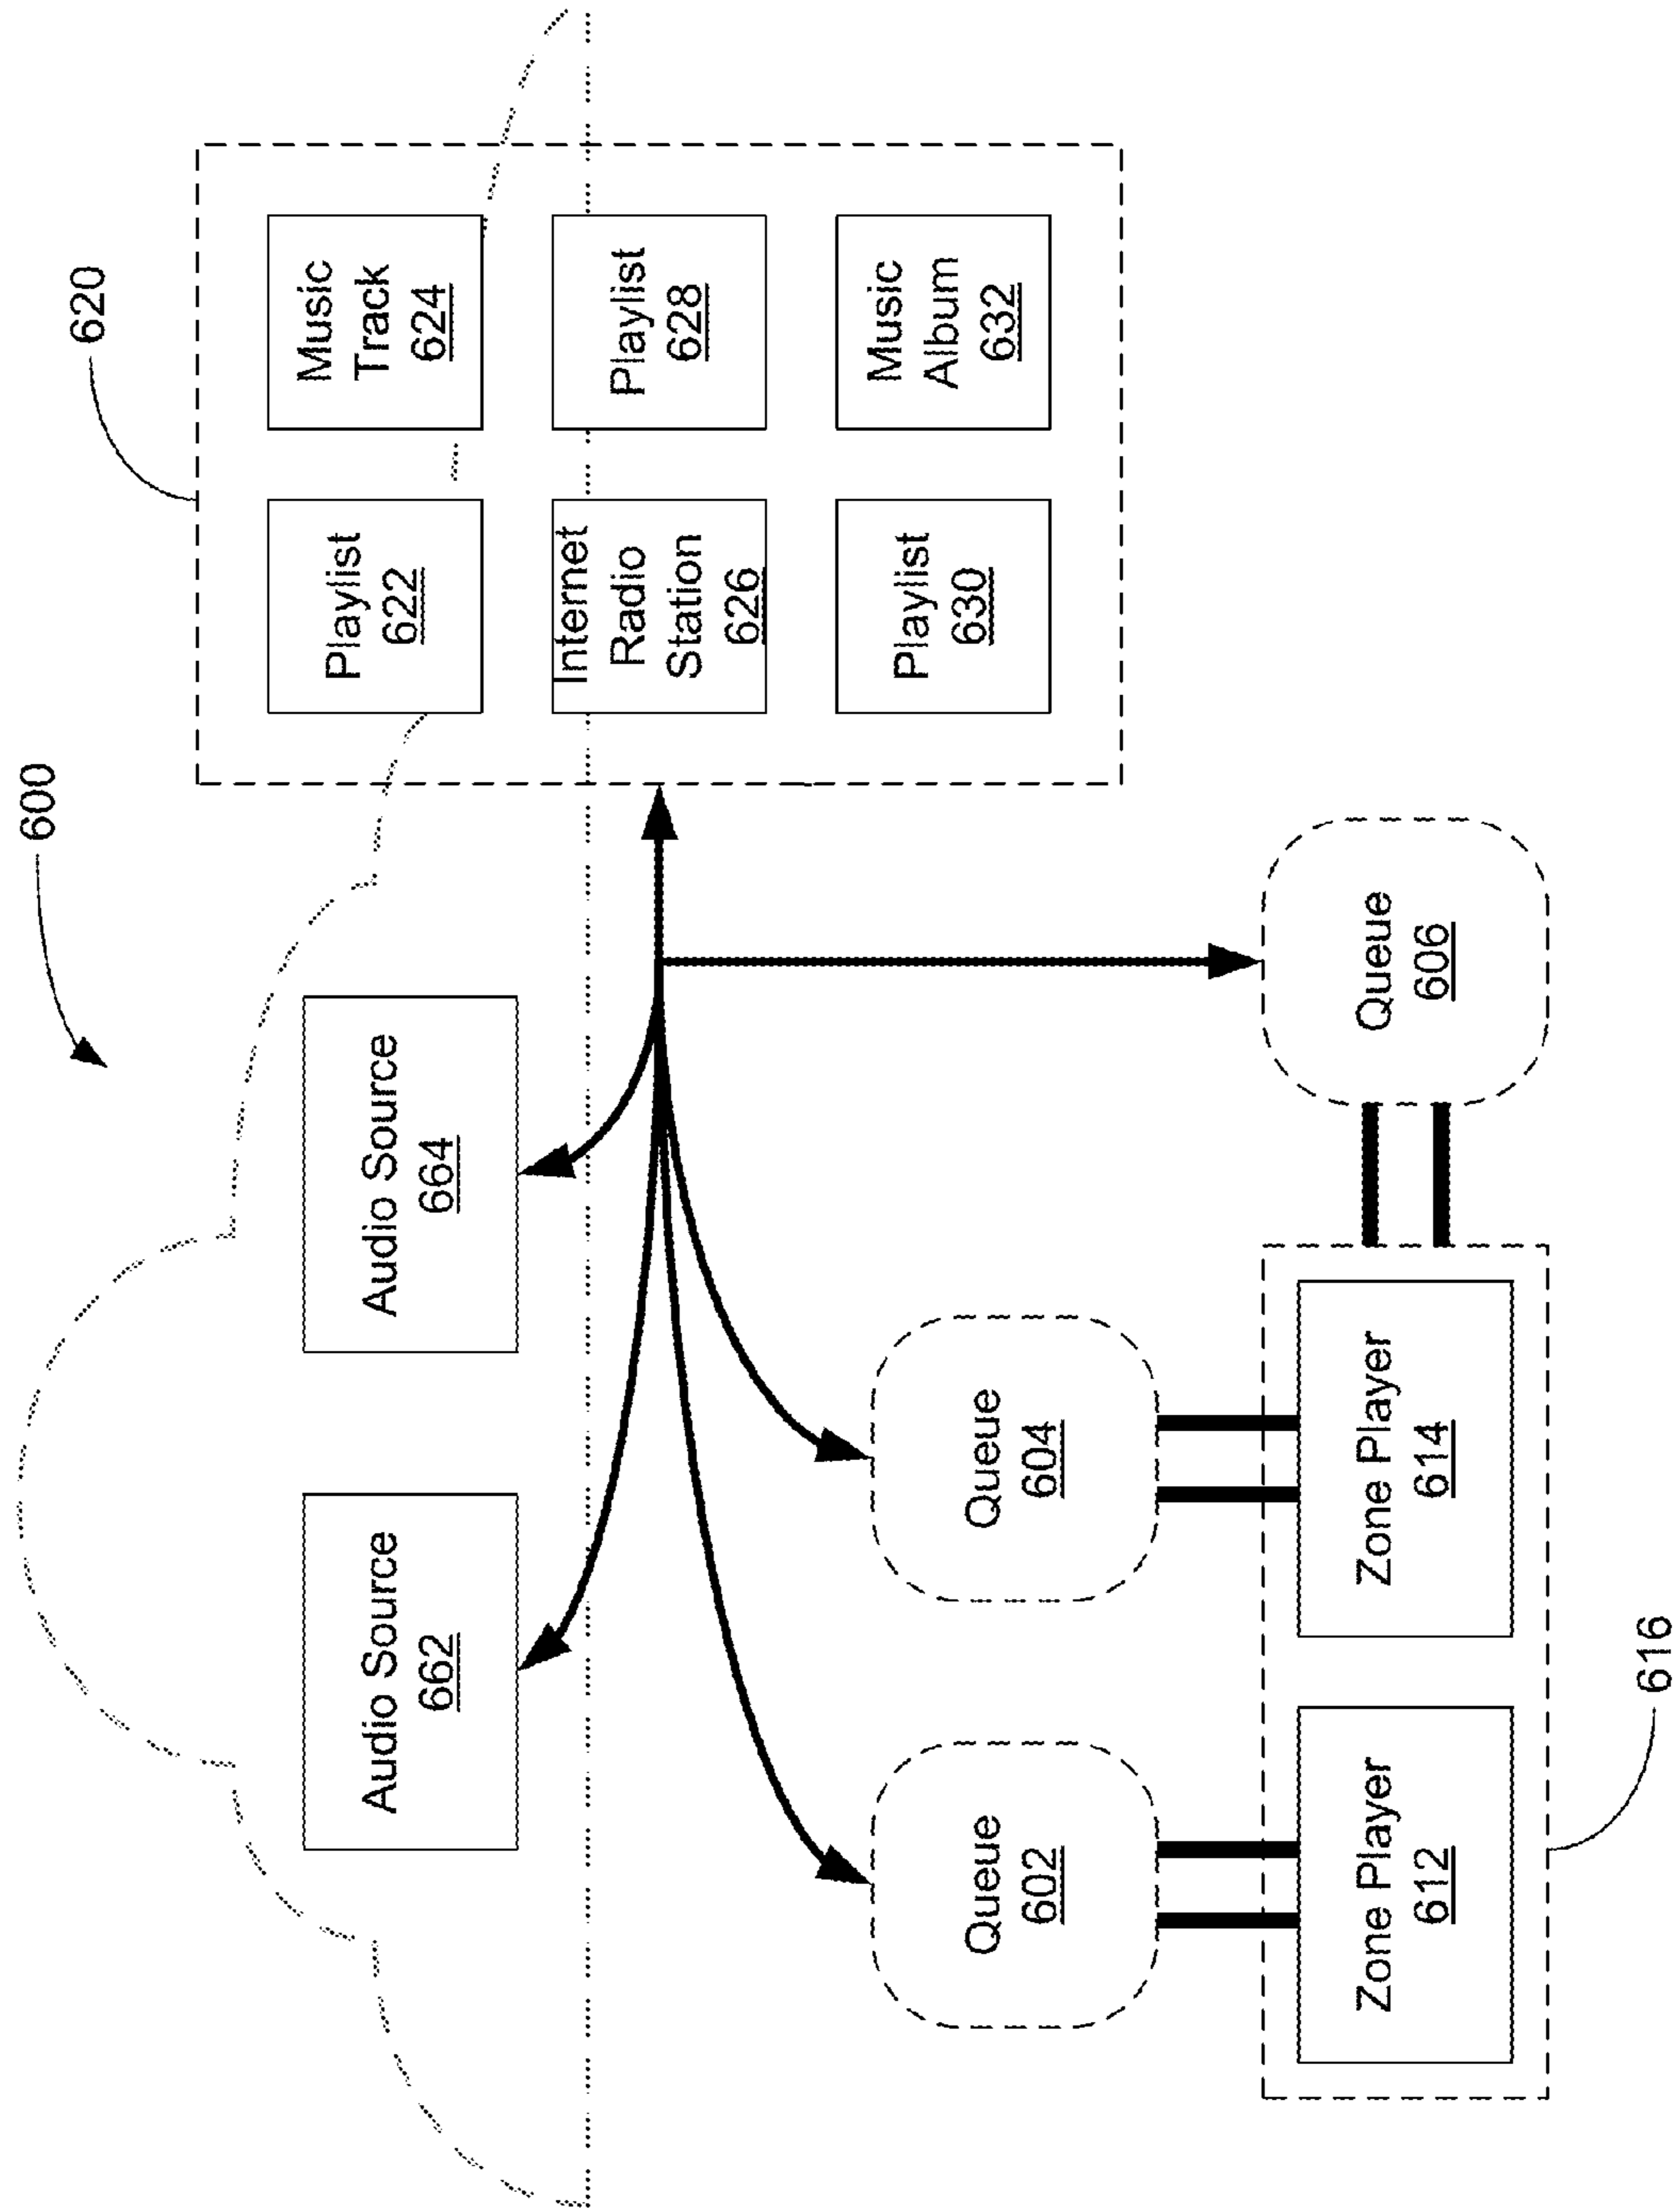 600
620
Audio Source
662
Audio Source
664
Playlist
622
Music
Track
624
Internet
Radio
Station
626
Playlist
628
Playlist
630
Music
Album
632
Queue
602
Queue
604
Queue
606
Zone Player
612
Zone Player
614
616